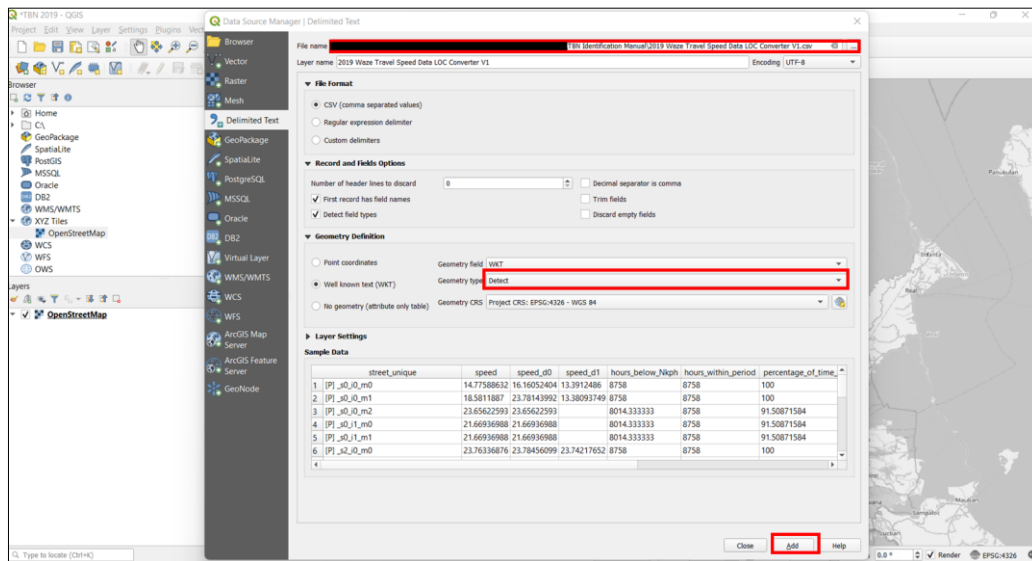 *TBN 2019 - QGIS
Project Edit View Layer Settings Plugins Vect
Data Source Manager | Delimited Text
Browser
Home
C:\
GeoPackage
SpatiaLite
PostGIS
MSSQL
Oracle
DB2
WMS/WMTS
XYZ Tiles
OpenStreetMap
WCS
WFS
OWS
Layers
OpenStreetMap
Type to locate (Ctrl+K)
Browser
Vector
Raster
Mesh
Delimited Text
GeoPackage
SpatiaLite
PostgreSQL
MSSQL
Oracle
DB2
Virtual Layer
WMS/WMTS
WCS
WFS
ArcGIS Map
Server
ArcGIS Feature
Server
GeoNode
File name TBN Identification Manual\2019 Waze Travel Speed Data LOC Converter V1.csv ...
Layer name 2019 Waze Travel Speed Data LOC Converter V1 Encoding UTF-8
File Format
CSV (comma separated values)
Regular expression delimiter
Custom delimiters
Record and Fields Options
Number of header lines to discard 0 Decimal separator is comma
First record has field names Trim fields
Detect field types Discard empty fields
Geometry Definition
Point coordinates Geometry field WKT
Well known text (WKT) Geometry type Detect
No geometry (attribute only table) Geometry CRS Project CRS: EPSG:4326 - WGS 84
Layer Settings
Sample Data
street_unique speed speed_d0 speed_d1 hours_below_Nkph hours_within_period percentage_of_time_
1 [P] _s0_i0_m0 14.77588632 16.16052404 13.3912486 8758 8758 100
2 [P] _s0_i0_m1 18.5811887 23.78143992 13.38093749 8758 8758 100
3 [P] _s0_i0_m2 23.65622593 23.65622593 8014.333333 8758 91.50871584
4 [P] _s0_i1_m0 21.66936988 21.66936988 8014.333333 8758 91.50871584
5 [P] _s0_i1_m1 21.66936988 21.66936988 8014.333333 8758 91.50871584
6 [P] _s2_i0_m0 23.76336876 23.78456099 23.74217652 8758 8758 100
Close Add Help
Panukulan
Infanta
Real
Mauban
Sampaloc
0.0 ° Render EPSG:4326